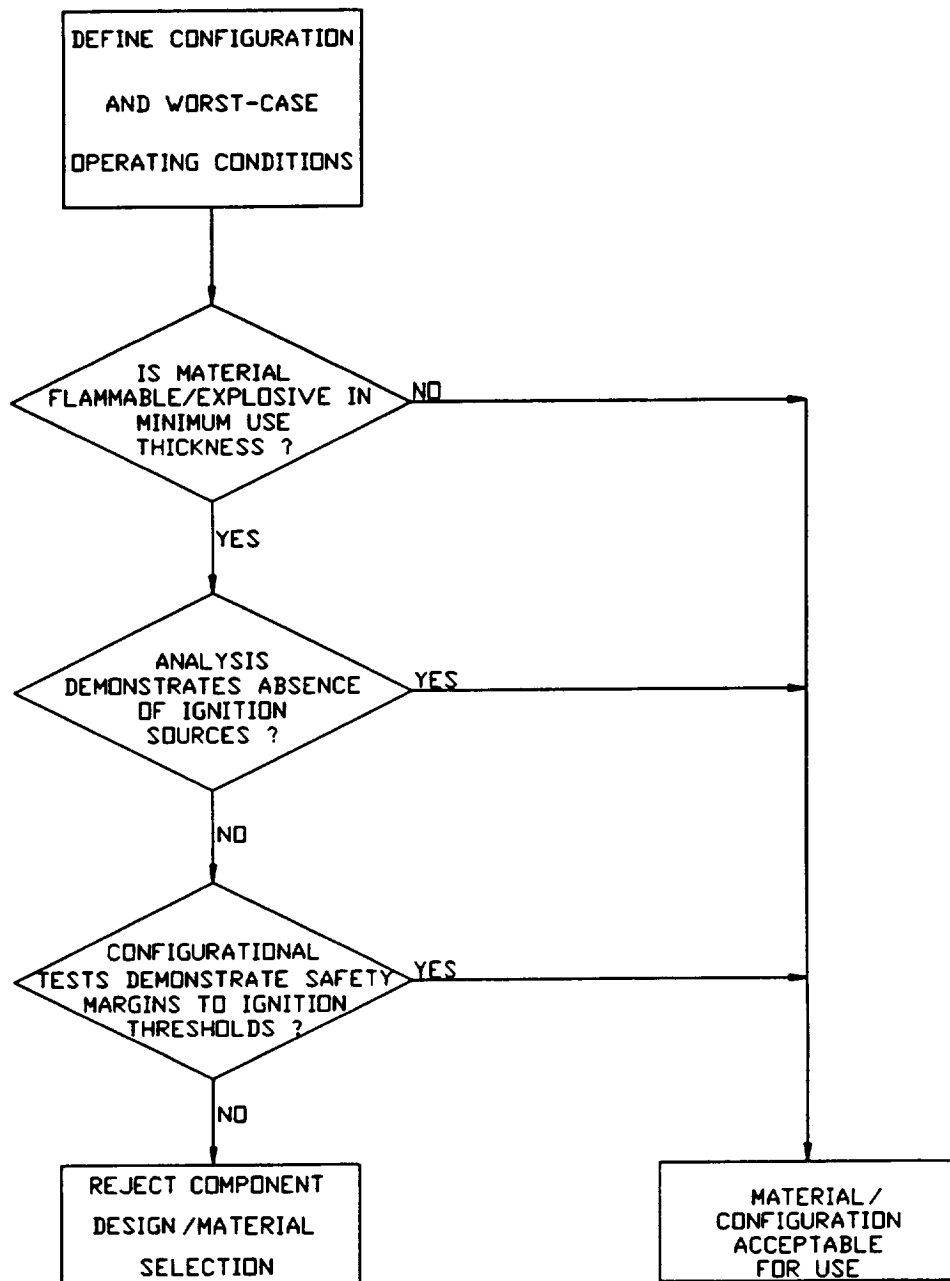 DEFINE CONFIGURATION
AND WORST-CASE
OPERATING CONDITIONS
IS MATERIAL
FLAMMABLE/EXPLOSIVE IN
MINIMUM USE
THICKNESS ?
NO
YES
ANALYSIS
DEMONSTRATES ABSENCE
OF IGNITION
SOURCES ?
YES
NO
CONFIGURATIONAL
TESTS DEMONSTRATE SAFETY
MARGINS TO IGNITION
THRESHOLDS ?
YES
NO
REJECT COMPONENT
DESIGN/MATERIAL
SELECTION
MATERIAL/
CONFIGURATION
ACCEPTABLE
FOR USE